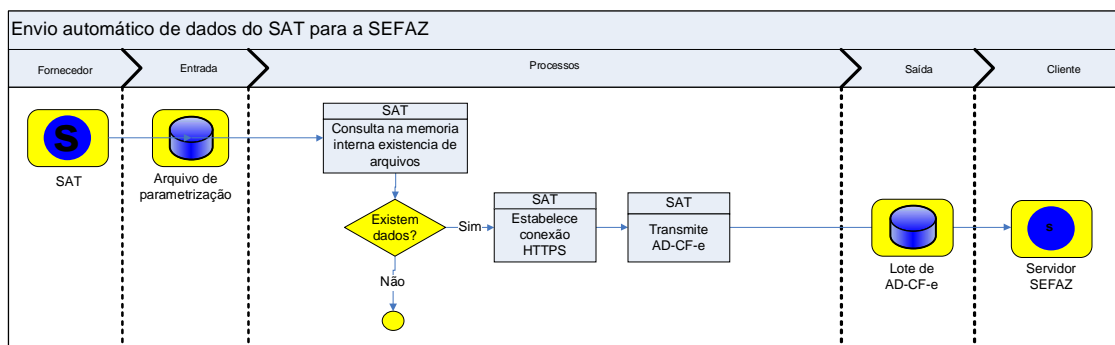 Envio automático de dados do SAT para a SEFAZ
Fornecedor
Entrada
Processos
Saída
Cliente
S
SAT
Arquivo de
parametrização
SAT
Consulta na memoria
interna existencia de
arquivos
Existem
dados?
Sim
Não
SAT
Estabelece
conexão
HTTPS
SAT
Transmite
AD-CF-e
Lote de
AD-CF-e
S
Servidor
SEFAZ